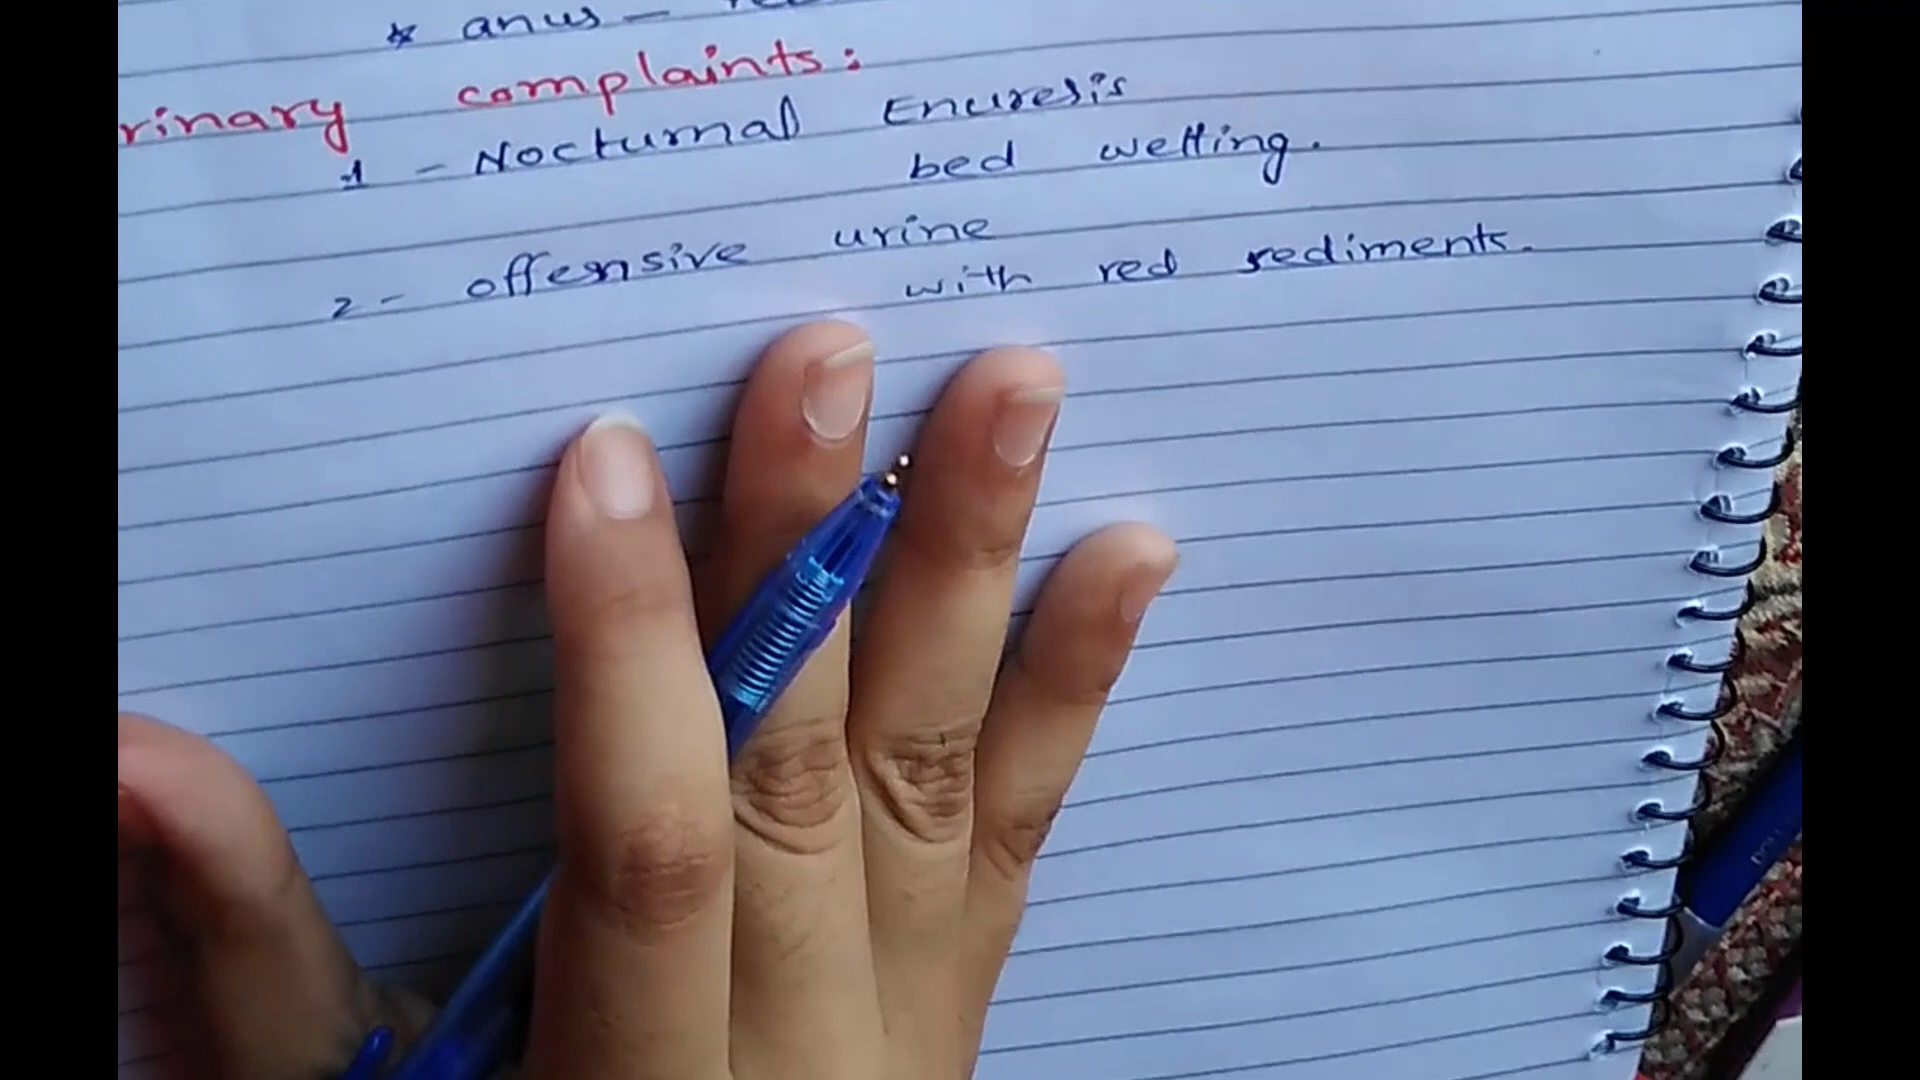 * anus –
rinary complaints:
1 - Nocturnal Enuresis
bed wetting.
2 - offensive urine
with red sediments.